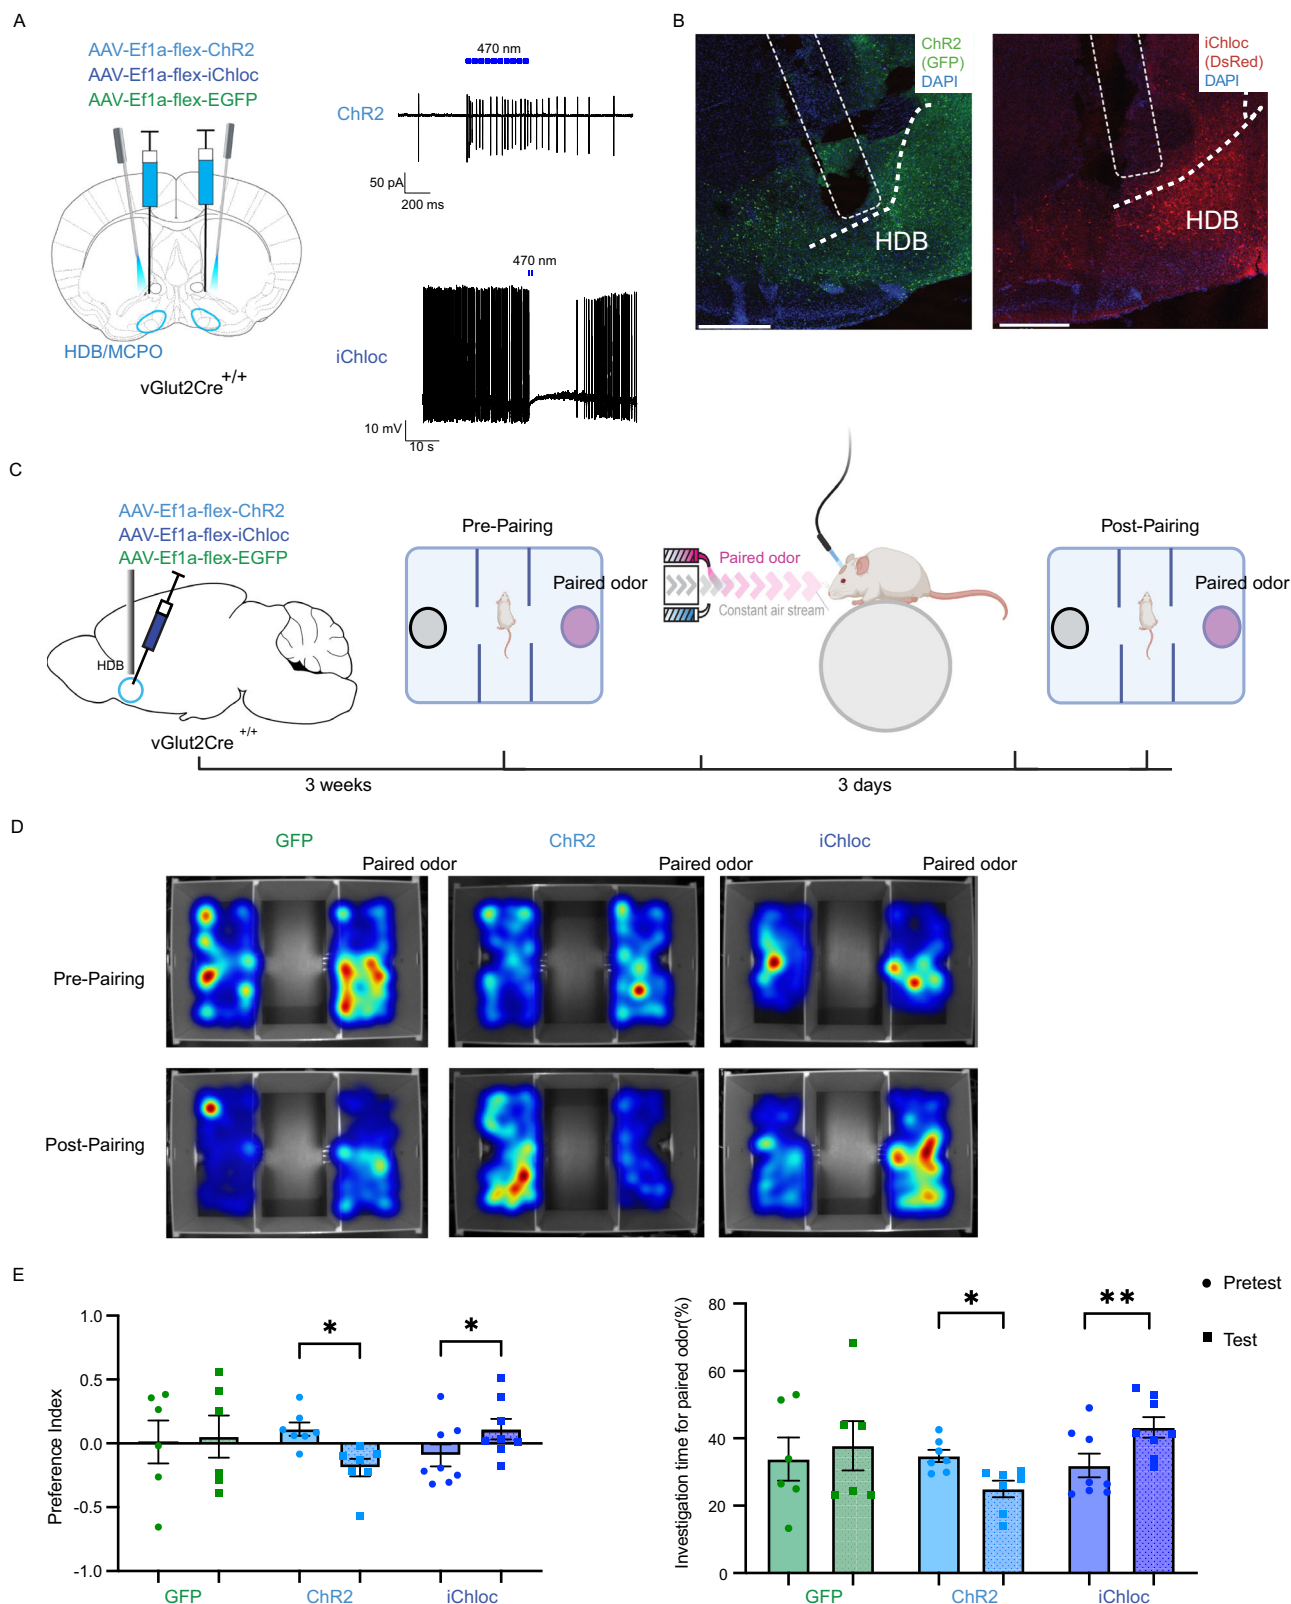 A
AAV-Ef1a-flex-ChR2
AAV-Ef1a-flex-iChloc
AAV-Ef1a-flex-EGFP
HDB/MCPO
vGlut2Cre+/+
470 nm
ChR2
50 pA
200 ms
470 nm
iChloc
10 mV
10 s
B
ChR2
(GFP)
DAPI
HDB
iChloc
(DsRed)
DAPI
HDB
C
AAV-Ef1a-flex-ChR2
AAV-Ef1a-flex-iChloc
AAV-Ef1a-flex-EGFP
HDB
vGlut2Cre +/+
Pre-Pairing
Paired odor
Paired odor
Constant air stream
Post-Pairing
Paired odor
3 weeks
3 days
D
GFP
ChR2
iChloc
Paired odor
Paired odor
Paired odor
Pre-Pairing
Post-Pairing
E
Preference Index
1.0
0.5
0.0
-0.5
-1.0
*
*
GFP
ChR2
iChloc
Investigation time for paired odor(%)
80
60
40
20
0
*
**
GFP
ChR2
iChloc
Pretest
Test